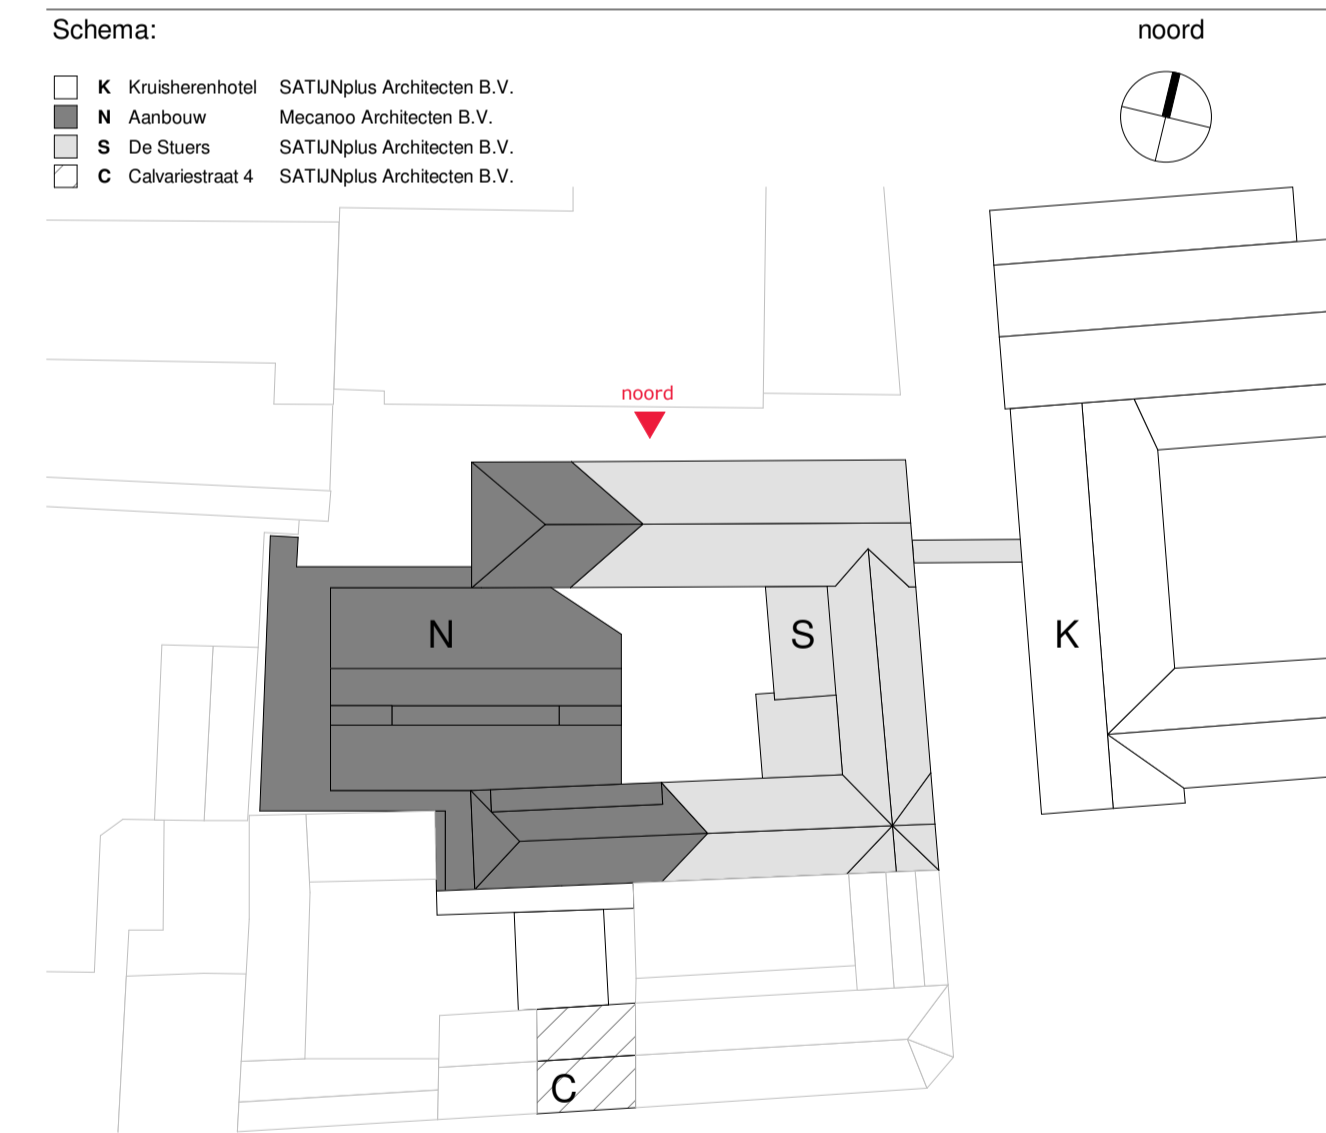 Schema:
noord
K Kruisherenhotel SATIJNplus Architecten B.V.
N Aanbouw Mecanoo Architecten B.V.
S De Stuers SATIJNplus Architecten B.V.
C Calvariestraat 4 SATIJNplus Architecten B.V.
noord
N
S
K
C